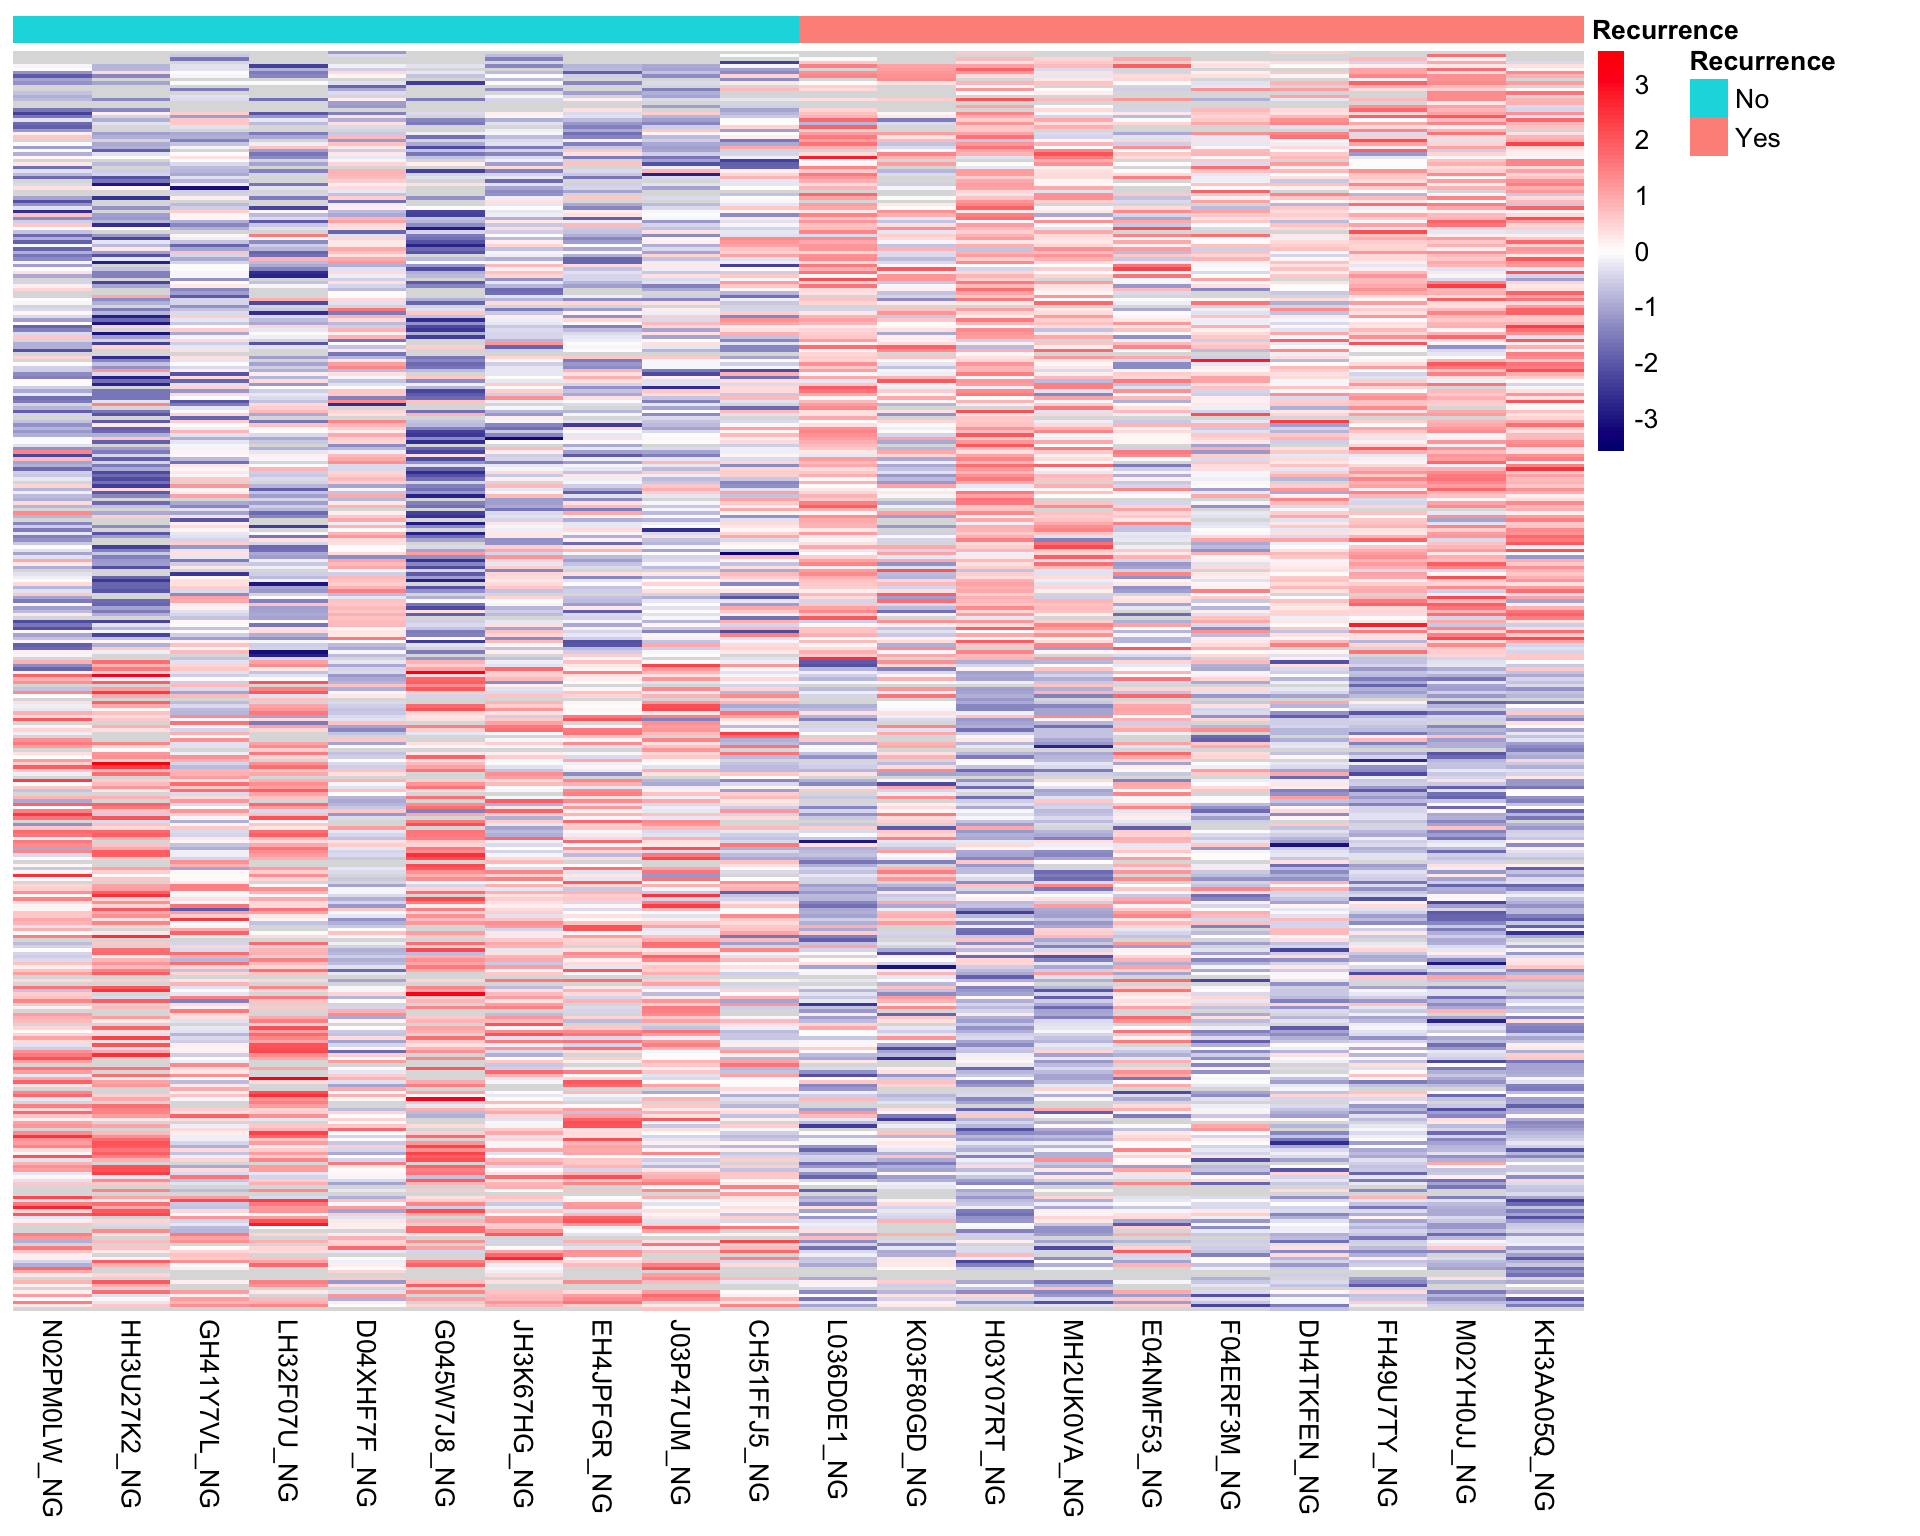 Recurrence
Recurrence
No
Yes
3
2
1
0
-1
-2
-3
N02PM0LW_NG
HH3U27K2_NG
GH41Y7VL_NG
LH32F07U_NG
D04XHF7F_NG
G045W7J8_NG
JH3K67HG_NG
EH4JPFGR_NG
J03P47UM_NG
CH51FFJ5_NG
L036D0E1_NG
K03F80GD_NG
H03Y07RT_NG
MH2UK0VA_NG
E04NMF53_NG
F04ERF3M_NG
DH4TKFEN_NG
FH49U7TY_NG
M02YH0JJ_NG
KH3AA05Q_NG